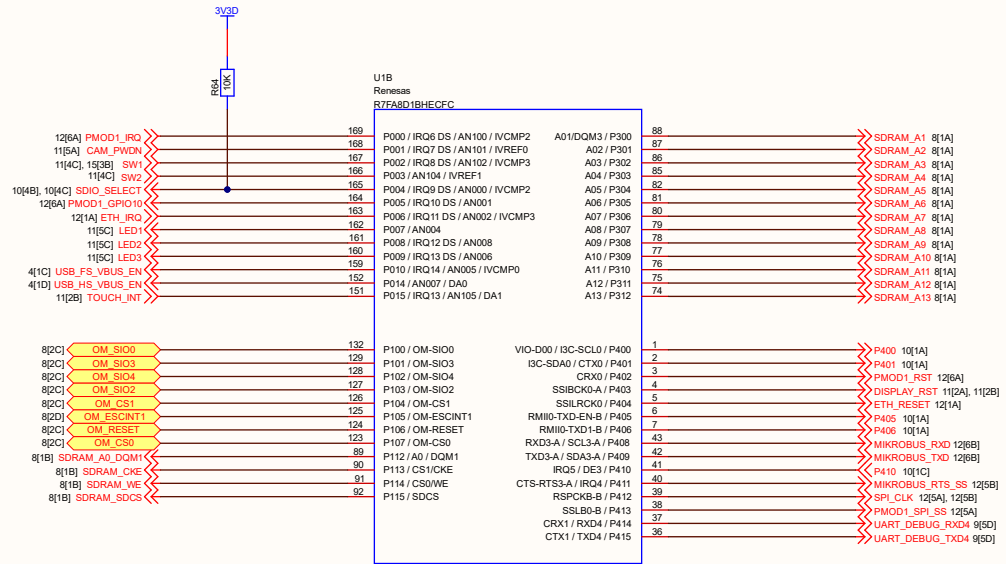 3V3D
R64
10K
U1B
Renesas
R7FA8D1BHECFC
12[6A] PMOD1_IRQ 169 P000 / IRQ6 DS / AN100 / IVCMP2 A01/DQM3 / P300 88 SDRAM_A1 8[1A]
11[5A] CAM_PWDN 168 P001 / IRQ7 DS / AN101 / IVREF0 A02 / P301 87 SDRAM_A2 8[1A]
11[4C], 15[3B] SW1 167 P002 / IRQ8 DS / AN102 / IVCMP3 A03 / P302 86 SDRAM_A3 8[1A]
11[4C] SW2 166 P003 / AN104 / IVREF1 A04 / P303 85 SDRAM_A4 8[1A]
10[4B], 10[4C] SDIO_SELECT 165 P004 / IRQ9 DS / AN000 / IVCMP2 A05 / P304 82 SDRAM_A5 8[1A]
12[6A] PMOD1_GPIO10 164 P005 / IRQ10 DS / AN001 A06 / P305 81 SDRAM_A6 8[1A]
12[1A] ETH_IRQ 163 P006 / IRQ11 DS / AN002 / IVCMP3 A07 / P306 80 SDRAM_A7 8[1A]
11[5C] LED1 162 P007 / AN004 A08 / P307 79 SDRAM_A8 8[1A]
11[5C] LED2 161 P008 / IRQ12 DS / AN008 A09 / P308 78 SDRAM_A9 8[1A]
11[5C] LED3 160 P009 / IRQ13 DS / AN006 A10 / P309 77 SDRAM_A10 8[1A]
4[1C] USB_FS_VBUS_EN 159 P010 / IRQ14 / AN005 / IVCMP0 A11 / P310 76 SDRAM_A11 8[1A]
4[1D] USB_HS_VBUS_EN 152 P014 / AN007 / DA0 A12 / P311 75 SDRAM_A12 8[1A]
11[2B] TOUCH_INT 151 P015 / IRQ13 / AN105 / DA1 A13 / P312 74 SDRAM_A13 8[1A]
8[2C] OM_SIO0 132 P100 / OM-SIO0 VIO-D00 / I3C-SCL0 / P400 1 P400 10[1A]
8[2C] OM_SIO3 129 P101 / OM-SIO3 I3C-SDA0 / CTX0 / P401 2 P401 10[1A]
8[2C] OM_SIO4 128 P102 / OM-SIO4 CRX0 / P402 3 PMOD1_RST 12[6A]
8[2C] OM_SIO2 127 P103 / OM-SIO2 SSIBCK0-A / P403 4 DISPLAY_RST 11[2A], 11[2B]
8[2C] OM_CS1 126 P104 / OM-CS1 SSILRCK0 / P404 5 ETH_RESET 12[1A]
8[2D] OM_ESCINT1 125 P105 / OM-ESCINT1 RMII0-TXD-EN-B / P405 6 P405 10[1A]
8[2C] OM_RESET 124 P106 / OM-RESET RMII0-TXD1-B / P406 7 P406 10[1A]
8[2C] OM_CS0 123 P107 / OM-CS0 RXD3-A / SCL3-A / P408 43 MIKROBUS_RXD 12[6B]
8[1B] SDRAM_A0_DQM1 89 P112 / A0 / DQM1 TXD3-A / SDA3-A / P409 42 MIKROBUS_TXD 12[6B]
8[1B] SDRAM_CKE 90 P113 / CS1/CKE IRQ5 / DE3 / P410 41 P410 10[1C]
8[1B] SDRAM_WE 91 P114 / CS0/WE CTS-RTS3-A / IRQ4 / P411 40 MIKROBUS_RTS_SS 12[5B]
8[1B] SDRAM_SDCS 92 P115 / SDCS RSPCKB-B / P412 39 SPI_CLK 12[5A], 12[5B]
SSLB0-B / P413 38 PMOD1_SPI_SS 12[5A]
CRX1 / RXD4 / P414 37 UART_DEBUG_RXD4 9[5D]
CTX1 / TXD4 / P415 36 UART_DEBUG_TXD4 9[5D]